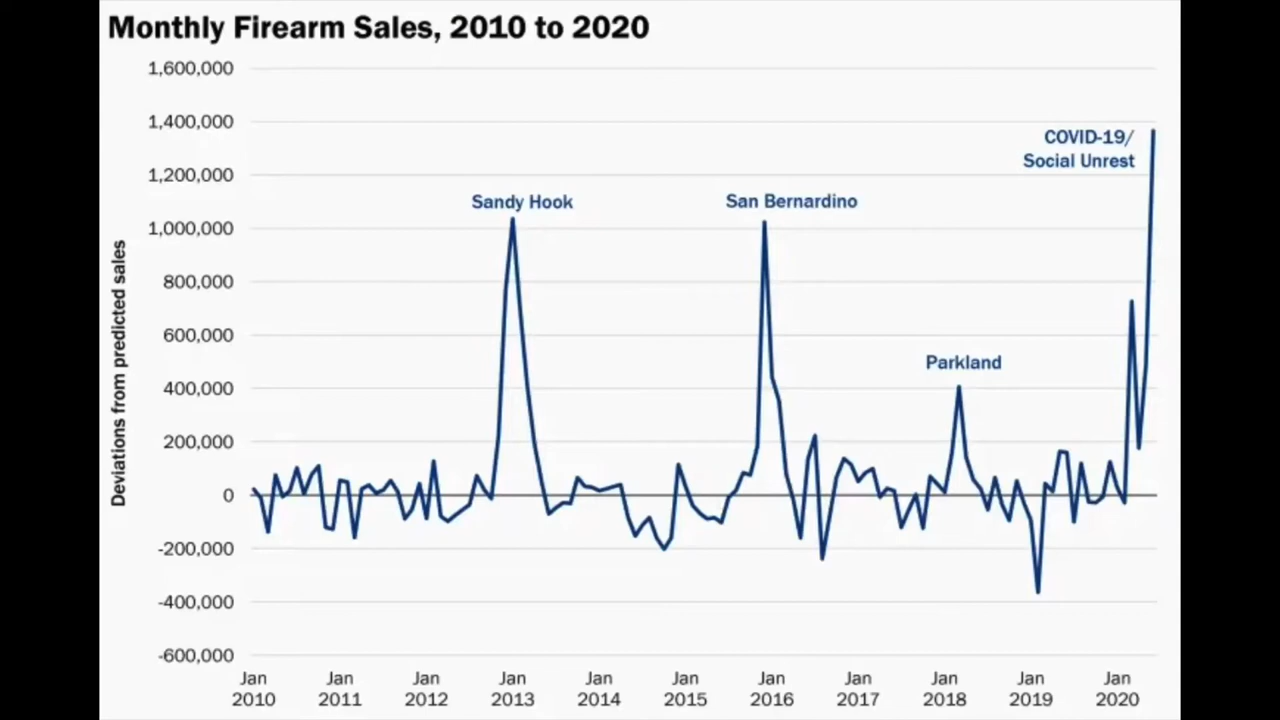 Monthly Firearm Sales, 2010 to 2020
1,600,000
1,400,000
COVID-19/
Social Unrest
1,200,000
Sandy Hook
San Bernardino
1,000,000
Deviations from predicted sales
800,000
600,000
Parkland
400,000
200,000
0
-200,000
-400,000
-600,000
Jan Jan Jan Jan Jan Jan Jan Jan Jan Jan Jan
2010 2011 2012 2013 2014 2015 2016 2017 2018 2019 2020